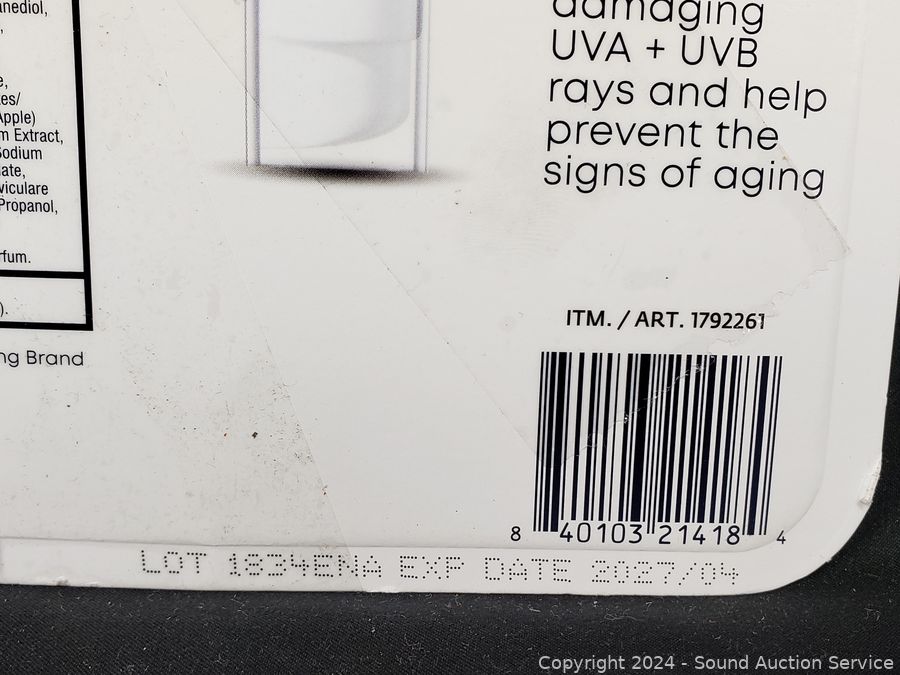 anediol,
e,
tes/
Apple)
m Extract,
Sodium
ate,
viculare
Propanol,
rfum.
).
ng Brand
damaging
UVA + UVB
rays and help
prevent the
signs of aging
ITM. / ART. 1792261
8 40103 21418 4
LOT 1834ENA EXP DATE 2027/04
Copyright 2024 - Sound Auction Service